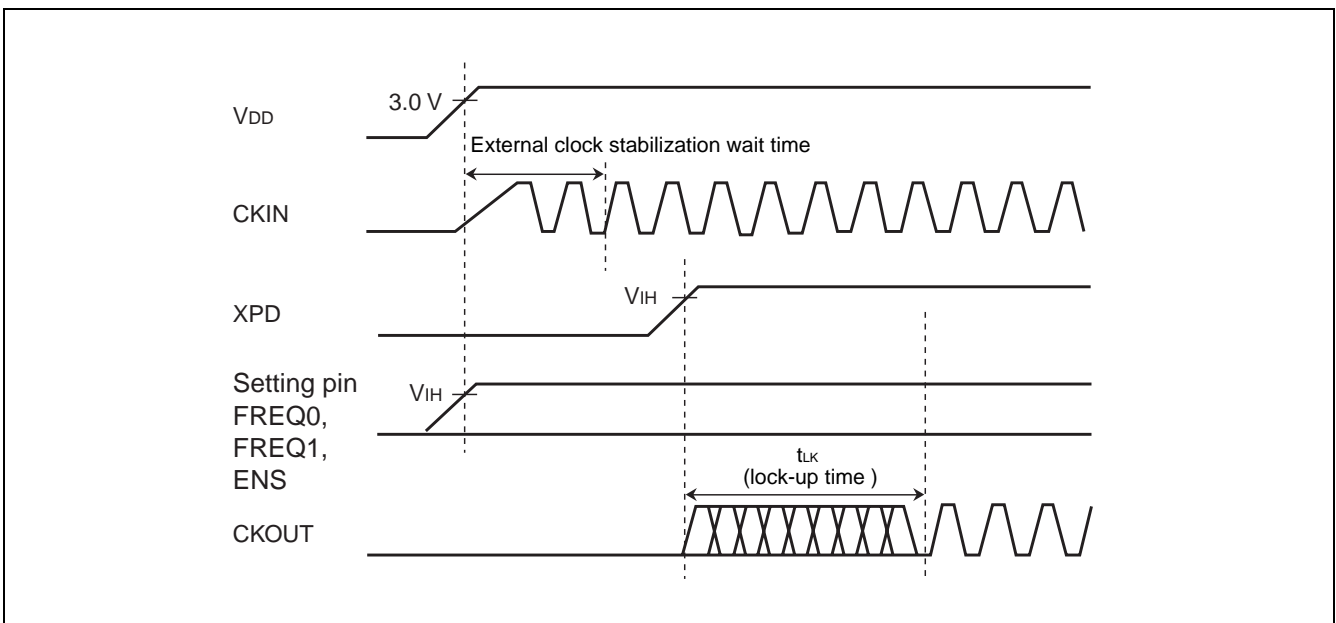 3.0 V
VDD
External clock stabilization wait time
CKIN
VIH
XPD
Setting pin
FREQ0,
FREQ1,
ENS
VIH
tLK
(lock-up time )
CKOUT